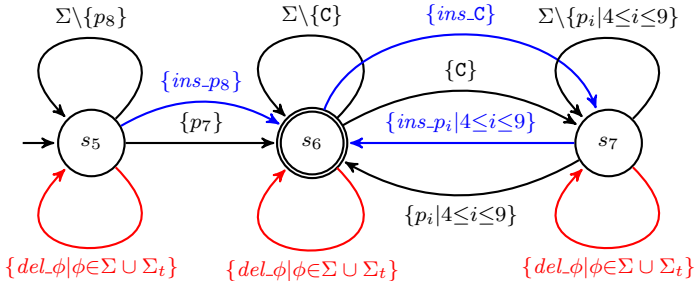 Σ\{p₈} Σ\{C} {ins_C} Σ\{pᵢ|4≤i≤9}
{ins_p₈} {C}
{p₇} {ins_pᵢ|4≤i≤9}
s₅ s₆ s₇
{pᵢ|4≤i≤9}
{del_ϕ|ϕ∈Σ ∪ Σₜ} {del_ϕ|ϕ∈Σ ∪ Σₜ} {del_ϕ|ϕ∈Σ ∪ Σₜ}